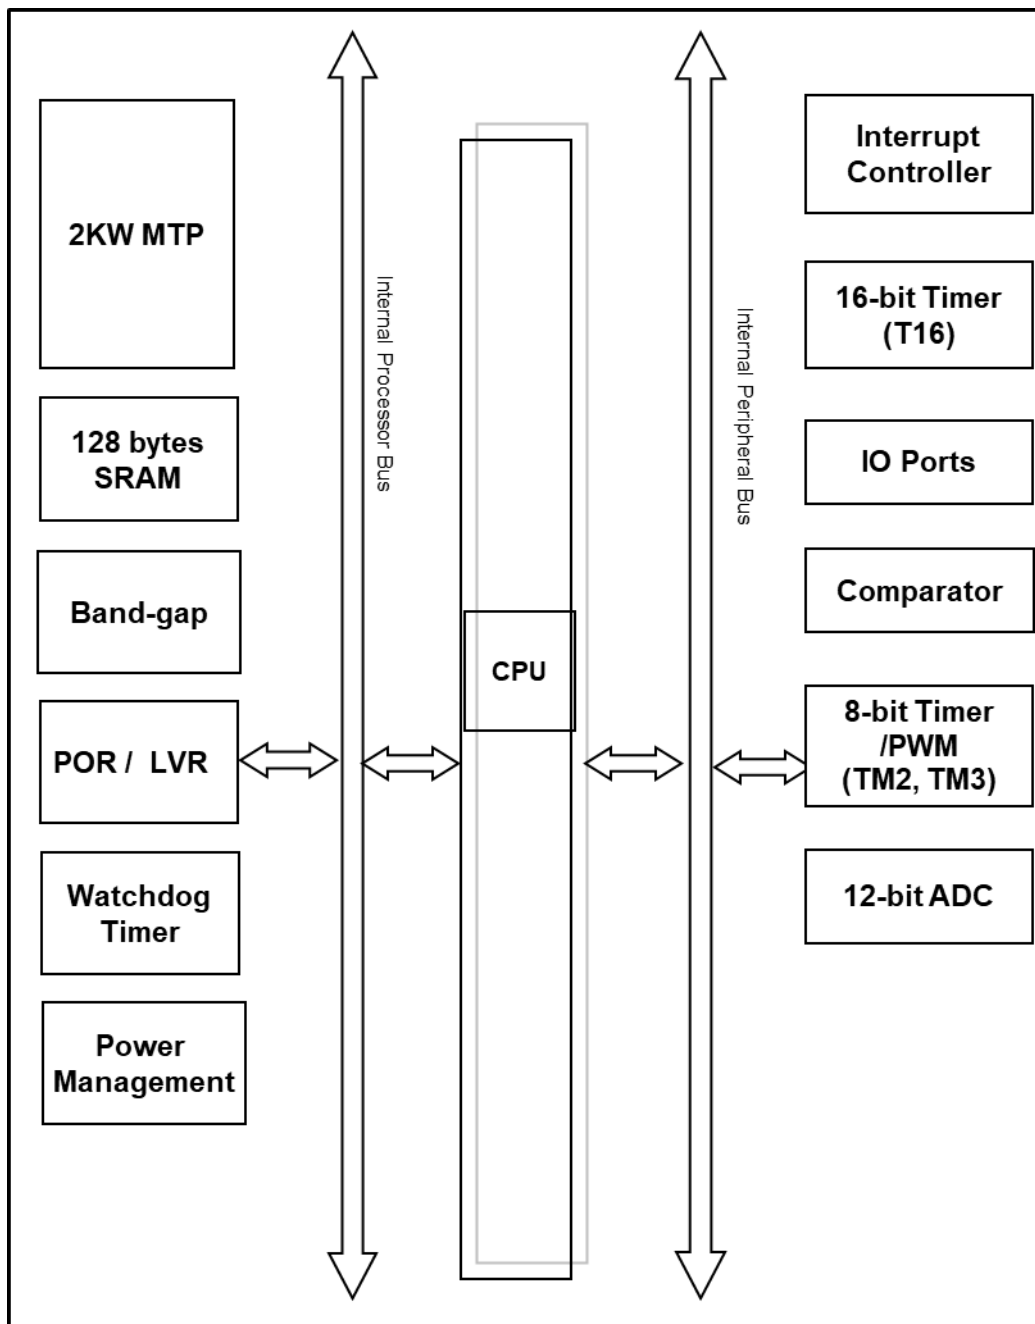 2KW MTP
128 bytes
SRAM
Band-gap
POR / LVR
Watchdog
Timer
Power
Management
Internal Processor Bus
CPU
Internal Peripheral Bus
Interrupt
Controller
16-bit Timer
(T16)
IO Ports
Comparator
8-bit Timer
/PWM
(TM2, TM3)
12-bit ADC